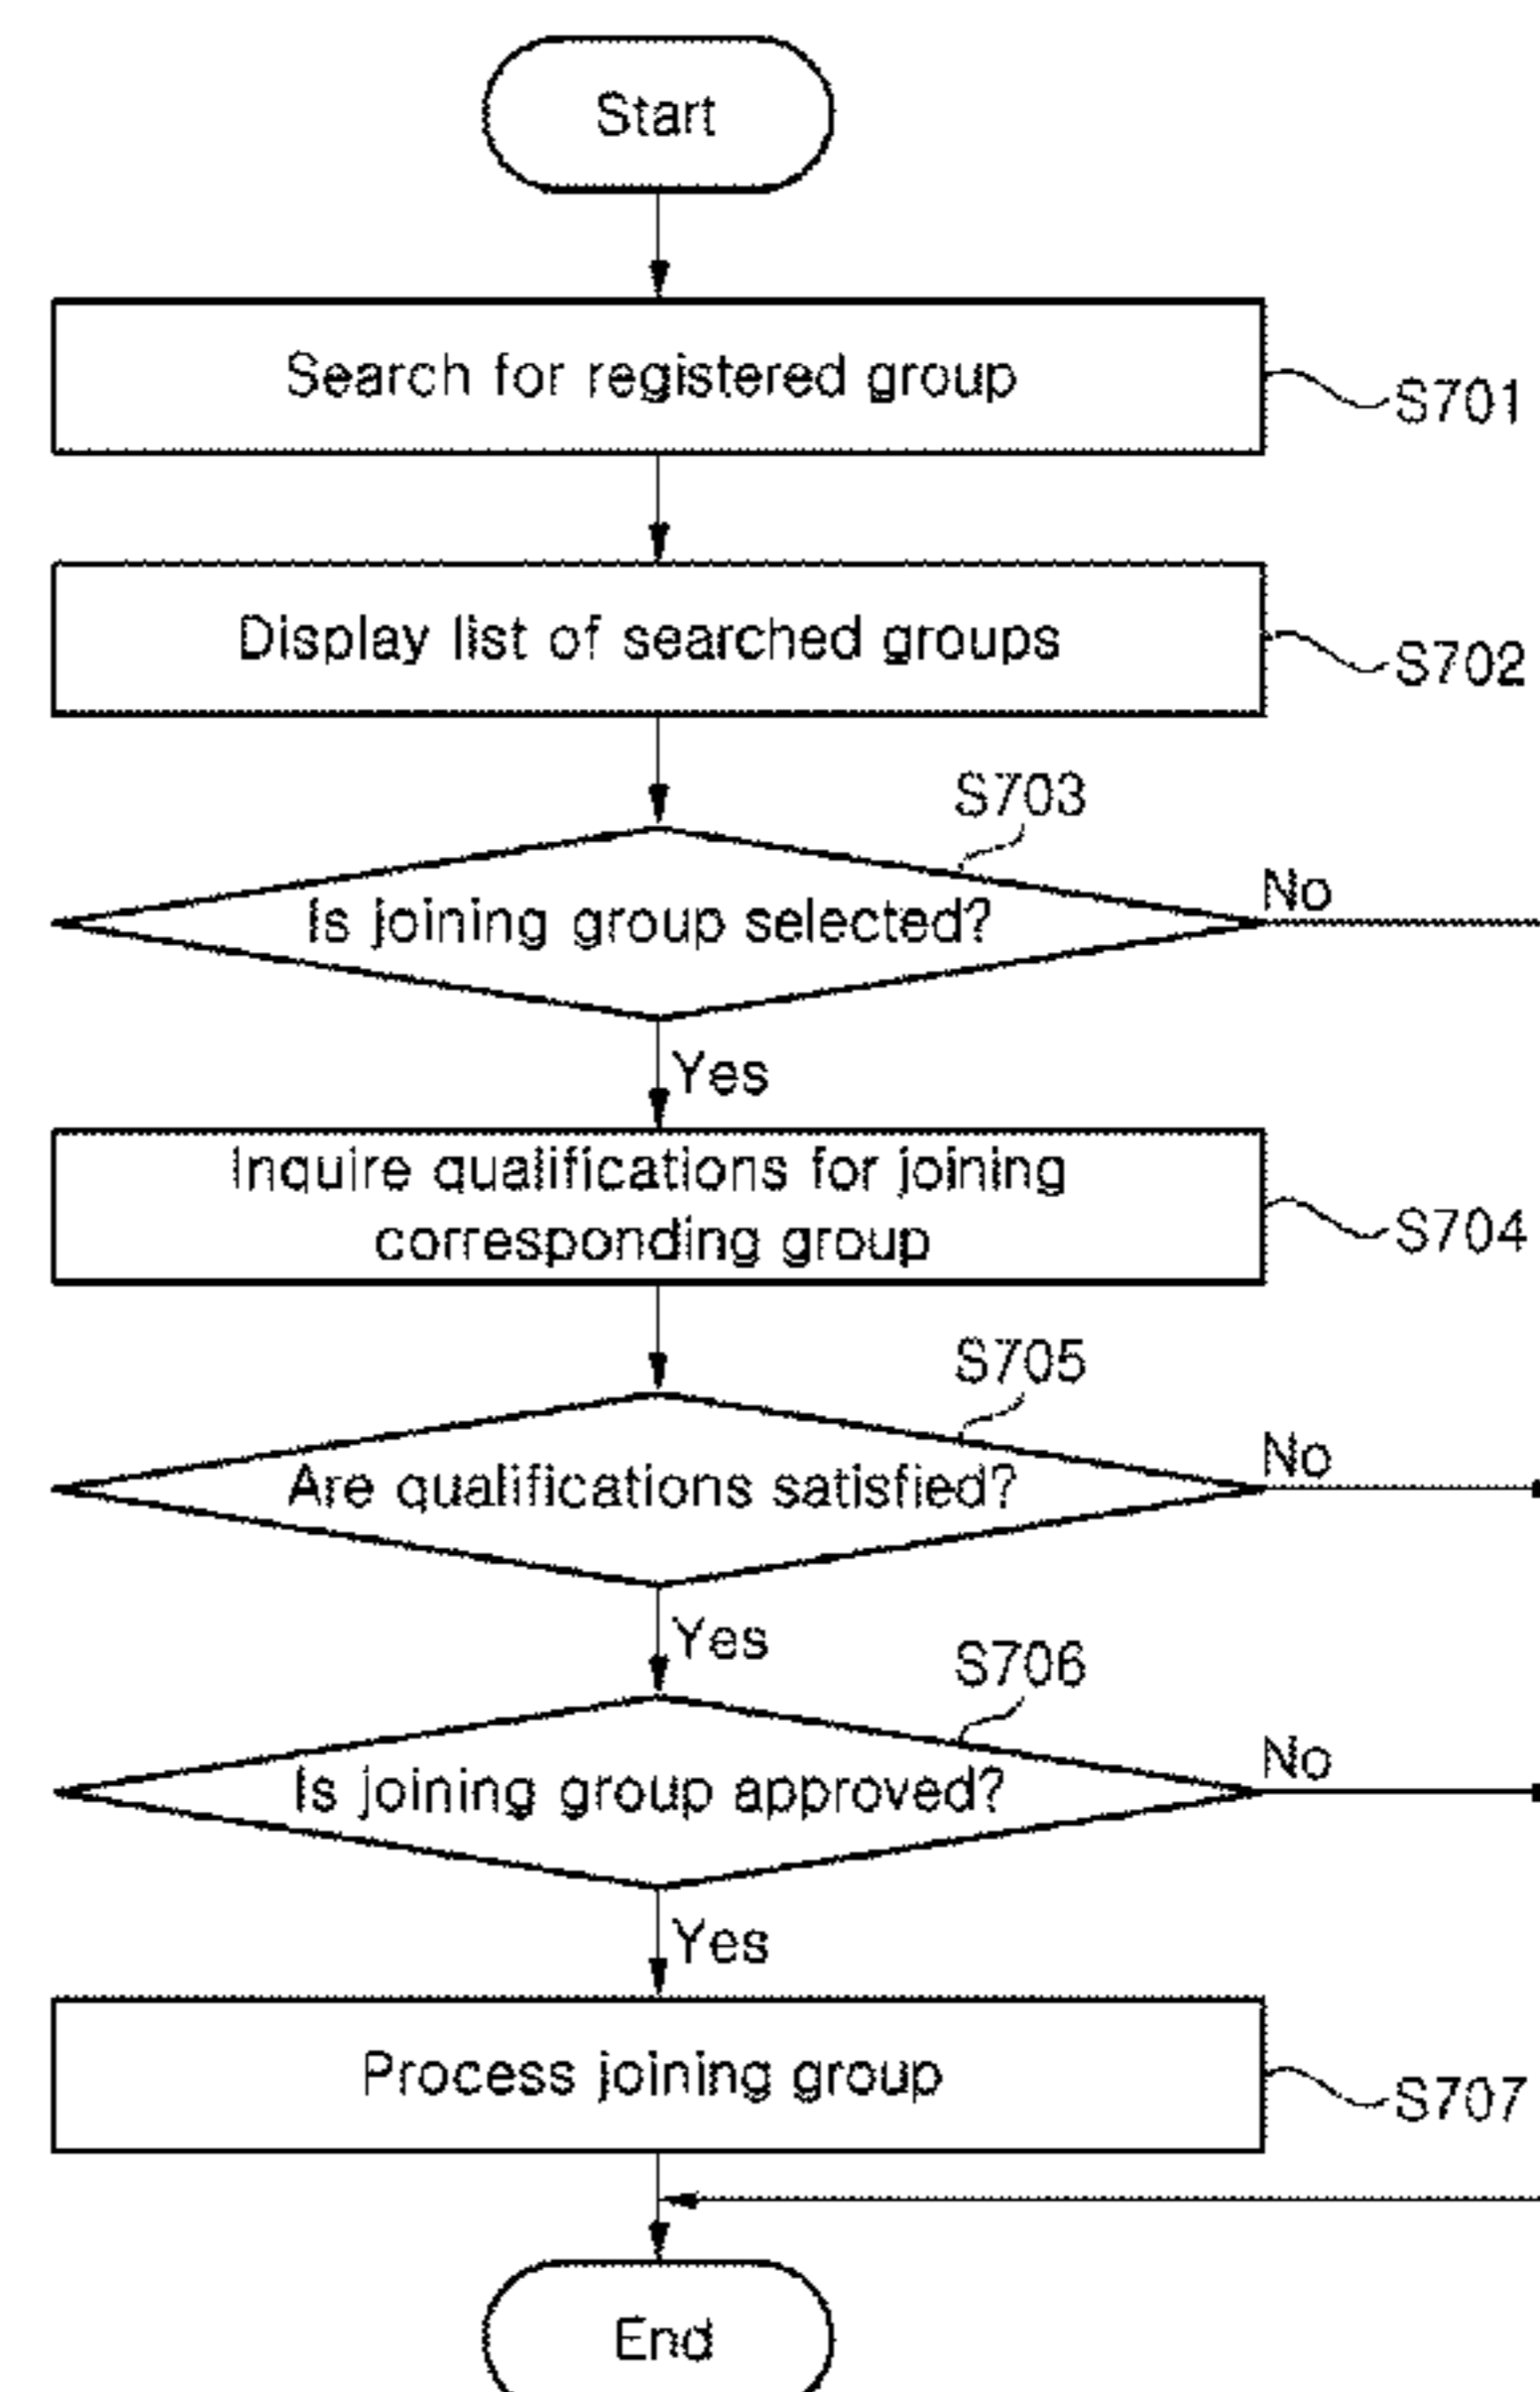 Start
Search for registered group
S701
Display list of searched groups
S702
S703
Is joining group selected?
No
Yes
Inquire qualifications for joining
corresponding group
S704
S705
Are qualifications satisfied?
No
Yes
S706
Is joining group approved?
No
Yes
Process joining group
S707
End